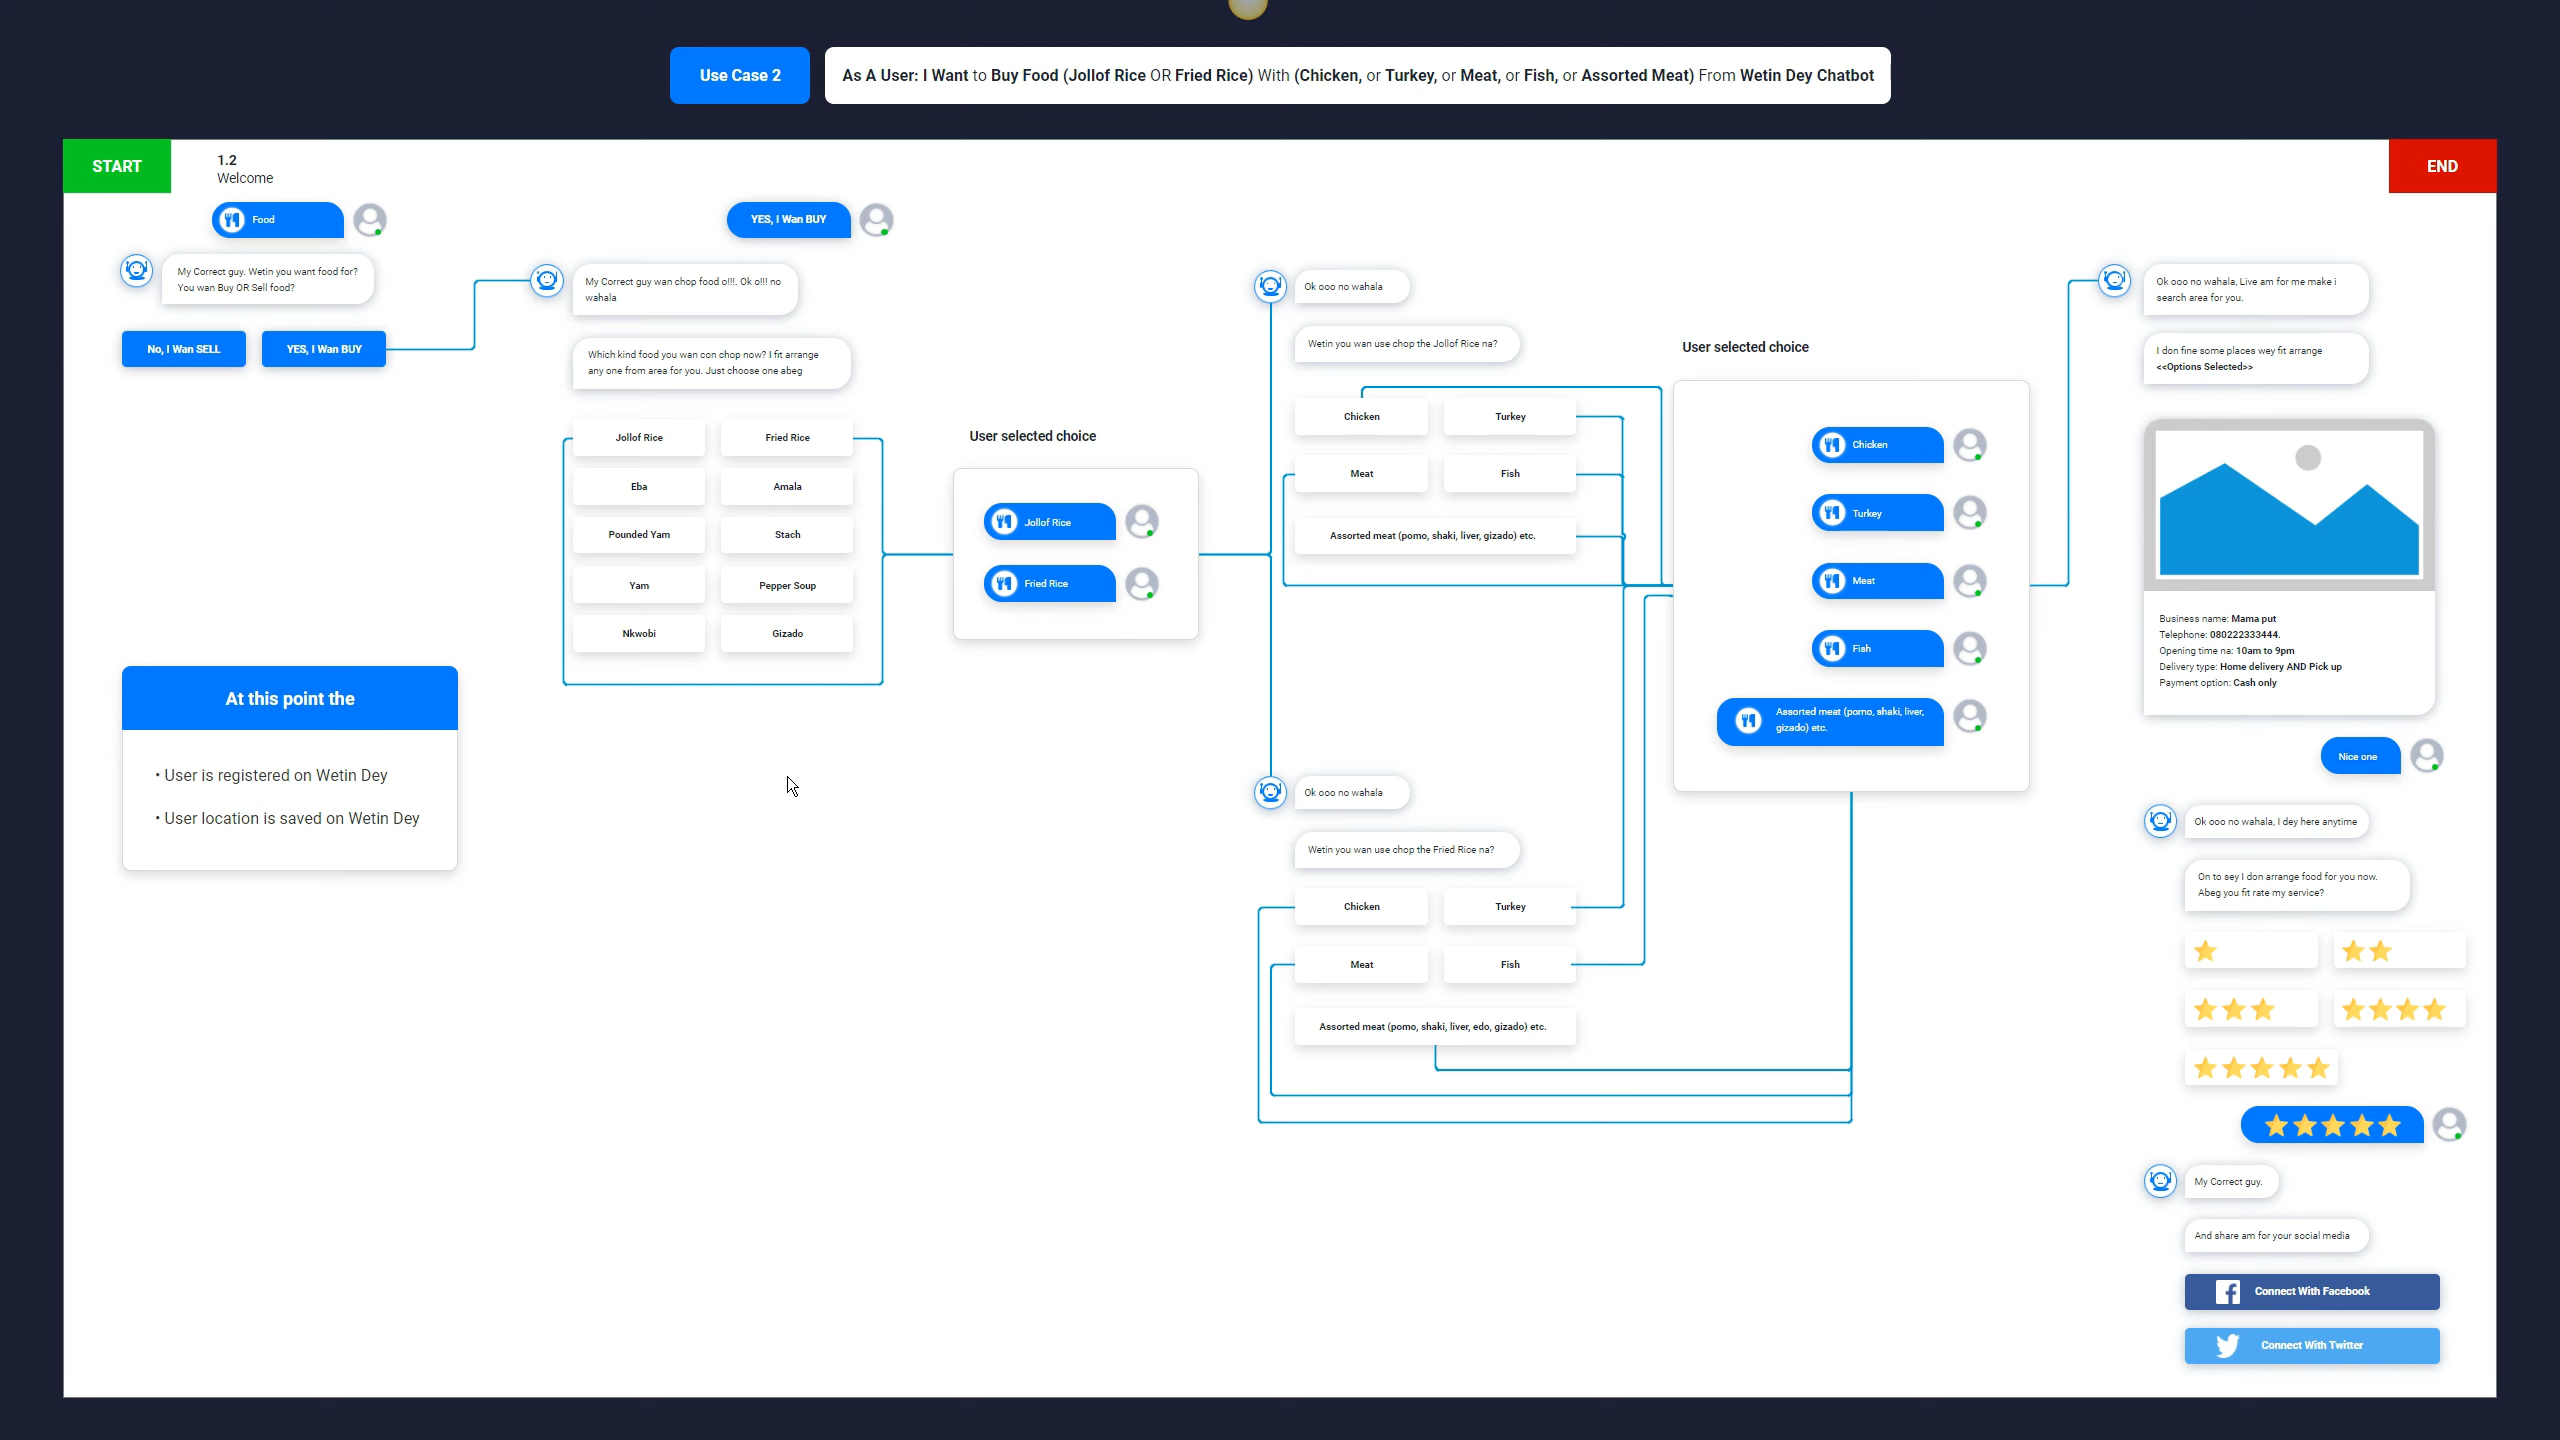 Use Case 2
As A User: I Want to Buy Food (Jollof Rice OR Fried Rice) With (Chicken, or Turkey, or Meat, or Fish, or Assorted Meat) From Wetin Dey Chatbot
START
1.2
Welcome
END
Food
My Correct guy. Wetin you want food for?
You wan Buy OR Sell food?
No, I Wan SELL
YES, I Wan BUY
At this point the
• User is registered on Wetin Dey
• User location is saved on Wetin Dey
YES, I Wan BUY
My Correct guy wan chop food o!!!. Ok o!!! no
wahala
Which kind food you wan con chop now? I fit arrange
any one from area for you. Just choose one abeg
Jollof Rice
Fried Rice
Eba
Amala
Pounded Yam
Stach
Yam
Pepper Soup
Nkwobi
Gizado
User selected choice
Jollof Rice
Fried Rice
Ok ooo no wahala
Wetin you wan use chop the Jollof Rice na?
Chicken
Turkey
Meat
Fish
Assorted meat (pomo, shaki, liver, gizado) etc.
Ok ooo no wahala
Wetin you wan use chop the Fried Rice na?
Chicken
Turkey
Meat
Fish
Assorted meat (pomo, shaki, liver, edo, gizado) etc.
User selected choice
Chicken
Turkey
Meat
Fish
Assorted meat (pomo, shaki, liver,
gizado) etc.
Ok ooo no wahala, Live am for me make i
search area for you.
I don fine some places wey fit arrange
<<Options Selected>>
Business name: Mama put
Telephone: 080222333444.
Opening time na: 10am to 9pm
Delivery type: Home delivery AND Pick up
Payment option: Cash only
Nice one
Ok ooo no wahala, I dey here anytime
On to sey I don arrange food for you now.
Abeg you fit rate my service?
My Correct guy.
And share am for your social media
Connect With Facebook
Connect With Twitter